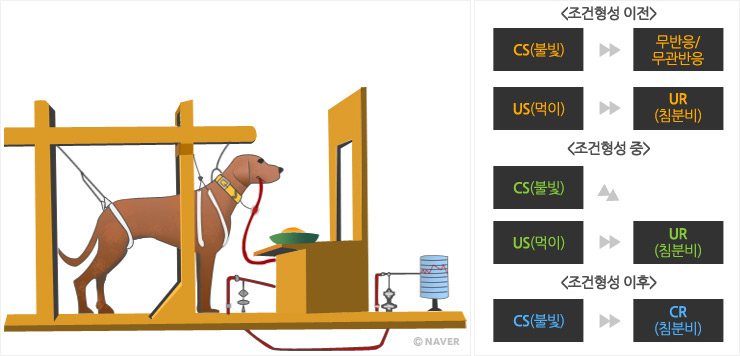 <조건형성 이전>
CS(불빛)
무반응/
무관반응
US(먹이)
UR
(침분비)
<조건형성 중>
CS(불빛)
US(먹이)
UR
(침분비)
<조건형성 이후>
CS(불빛)
CR
(침분비)
© NAVER